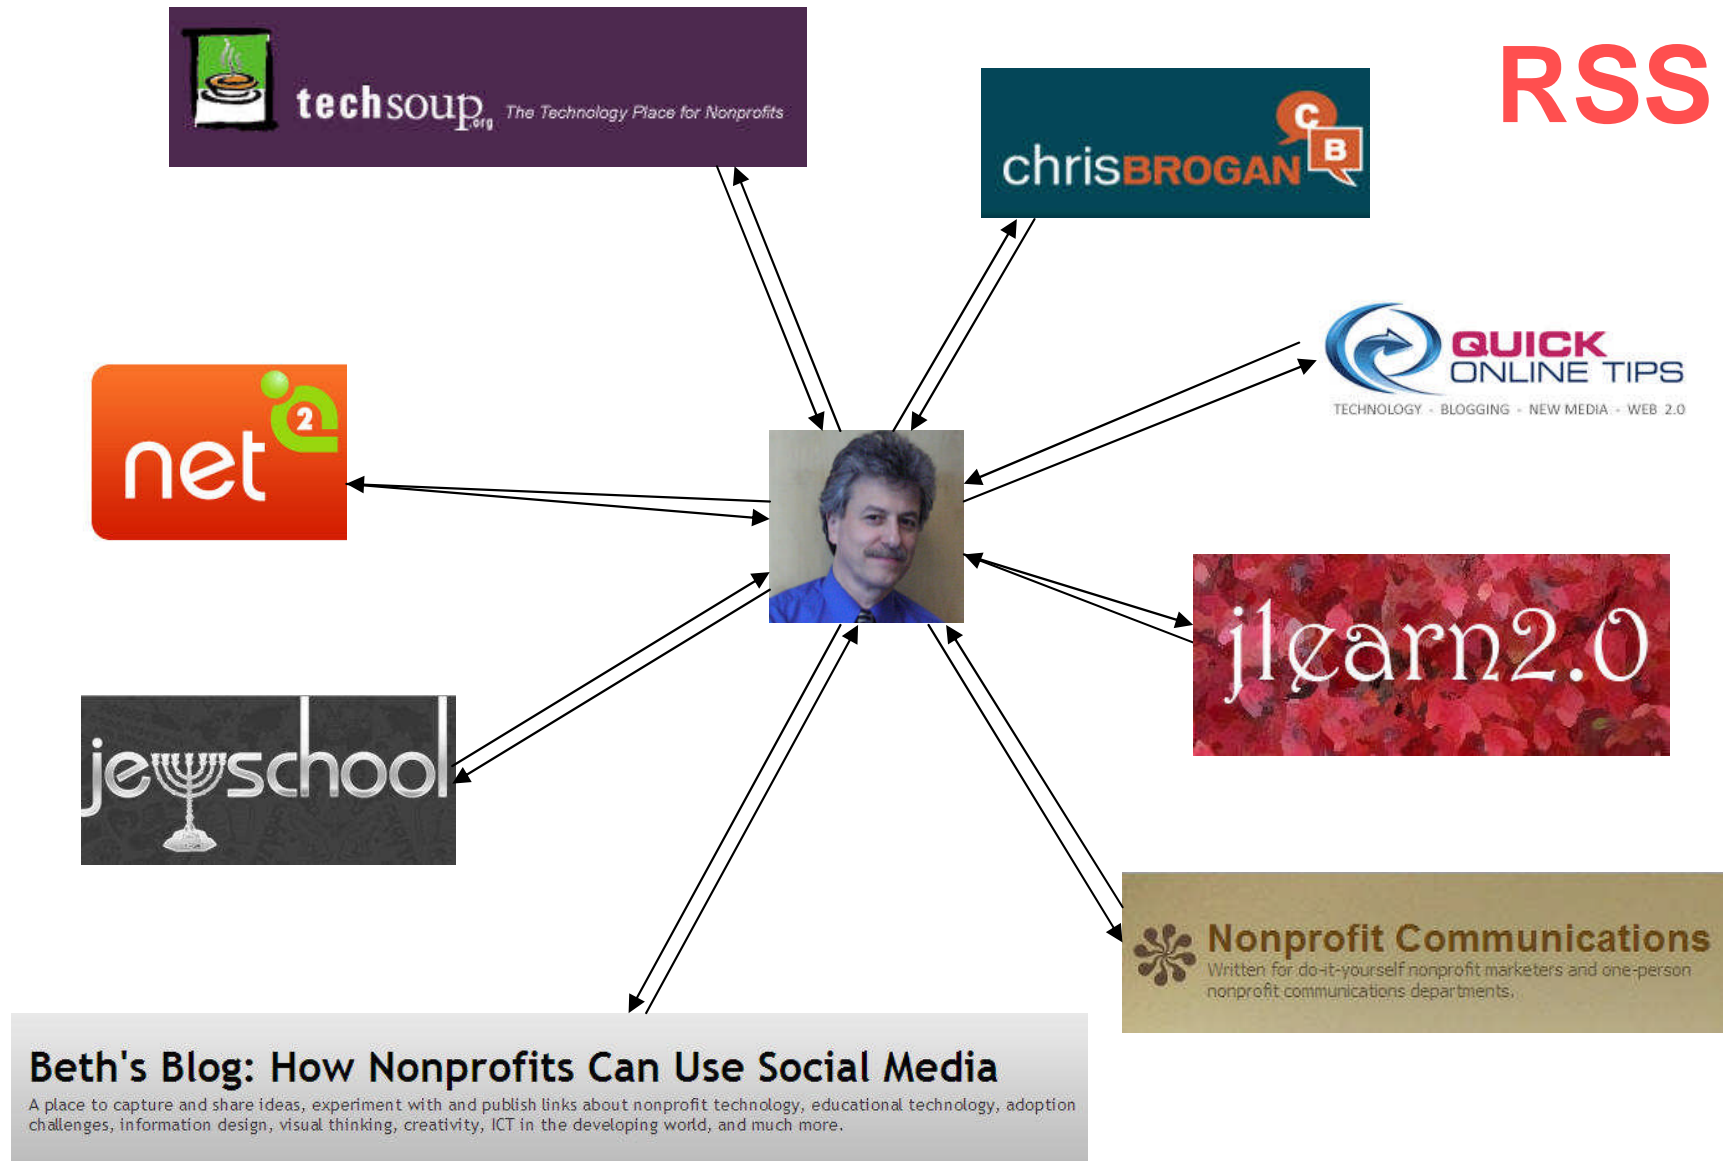 techsoup.org The Technology Place for Nonprofits
RSS
C
B
chrisBROGAN
QUICK
ONLINE TIPS
TECHNOLOGY - BLOGGING - NEW MEDIA - WEB 2.0
net2
jlearn2.0
jewschool
Nonprofit Communications
Written for do-it-yourself nonprofit marketers and one-person
nonprofit communications departments.
Beth's Blog: How Nonprofits Can Use Social Media
A place to capture and share ideas, experiment with and publish links about nonprofit technology, educational technology, adoption
challenges, information design, visual thinking, creativity, ICT in the developing world, and much more.